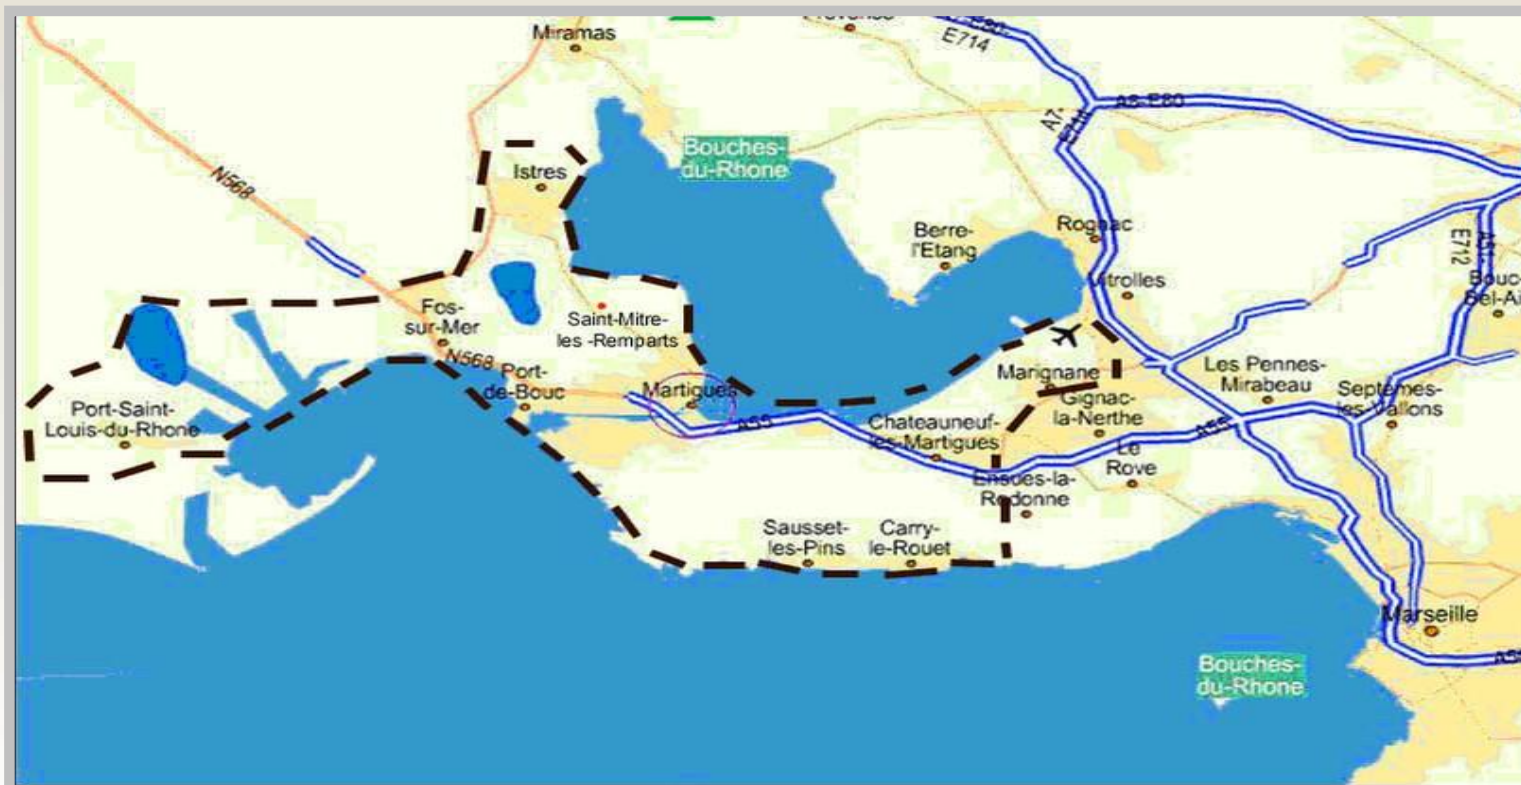 Miramas
E714
A8-E80
A7-
E714
Bouches-
du-Rhone
Istres
N568
Berre-
l'Etang
Rognac
E712
A51-
Vitrolles
Fos-
sur-Mer
Saint-Mitre-
les -Remparts
N568
Port-
de-Bouc
Martigues
Marignane
Les Pennes-
Mirabeau
Septemes-
les-Vallons
Port-Saint-
Louis-du-Rhone
Gignac-
la-Nerthe
A55
Chateauneuf-
les-Martigues
A55
Le
Rove
Ensues-la-
Redonne
Sausset-
les-Pins
Carry-
le-Rouet
Marseille
Bouches-
du-Rhone